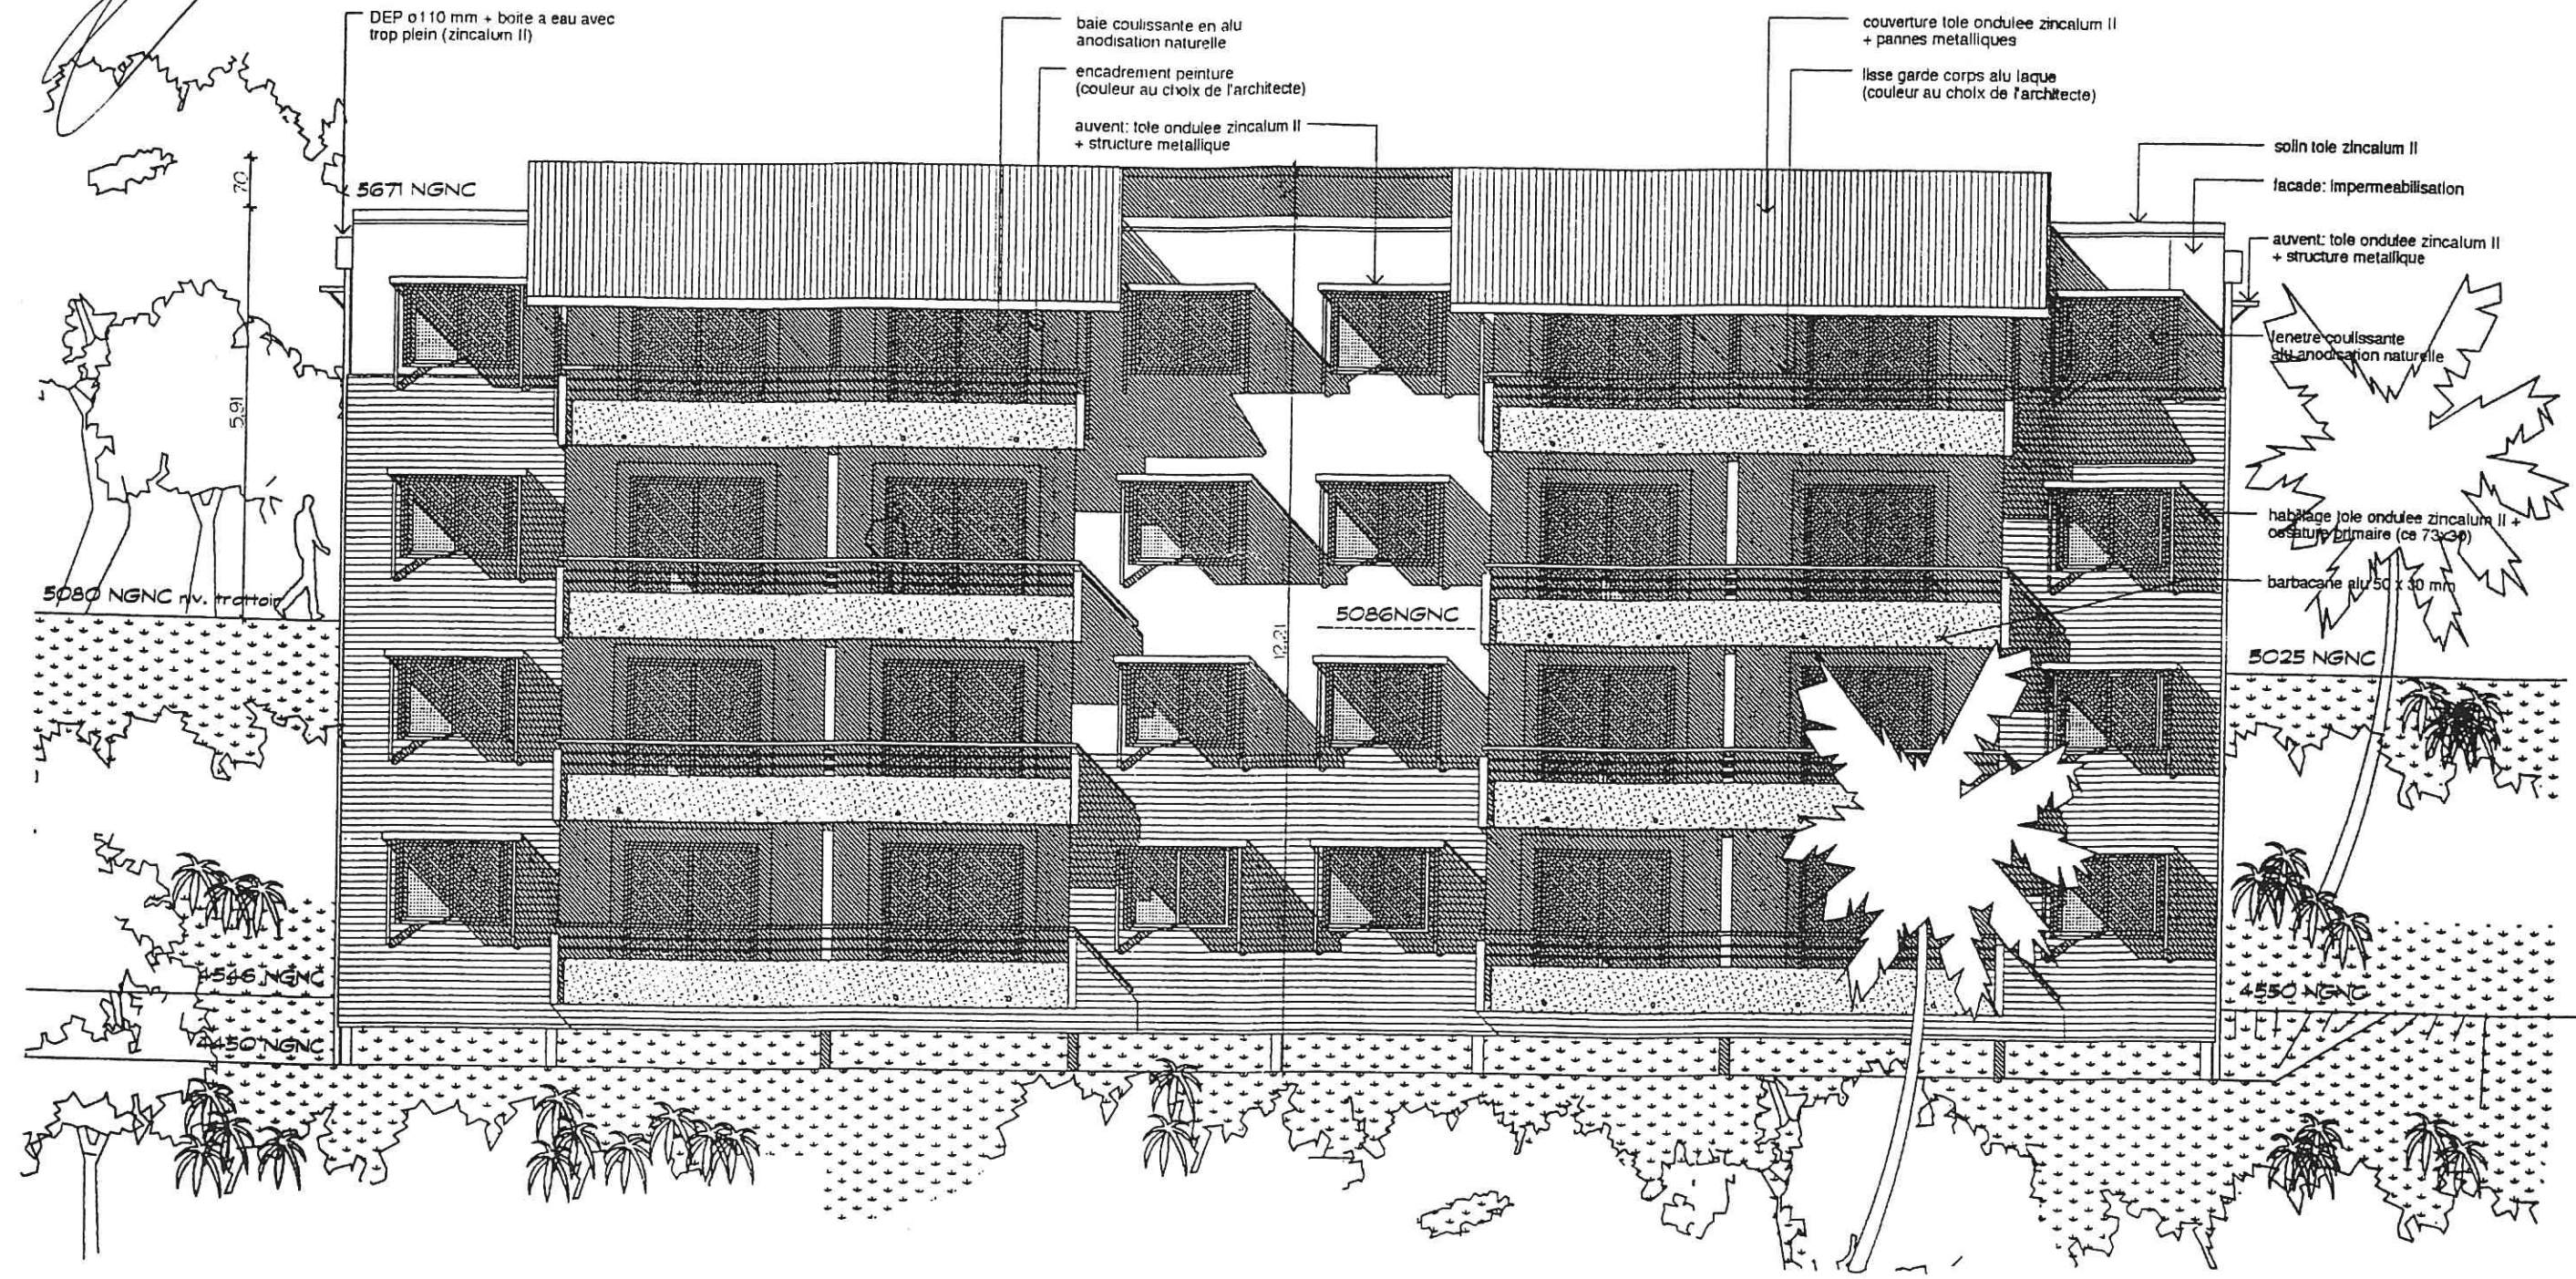 DEP ø110 mm + boite a eau avec
trop plein (zincalum II)
baie coulissante en alu
anodisation naturelle
encadrement peinture
(couleur au choix de l'architecte)
auvent: tole ondulee zincalum II
+ structure metallique
couverture tole ondulee zincalum II
+ pannes metalliques
lisse garde corps alu laque
(couleur au choix de l'architecte)
solin tole zincalum II
facade: impermeabilisation
auvent: tole ondulee zincalum II
+ structure metallique
fenetre coulissante
alu anodisation naturelle
habillage tole ondulee zincalum II +
ossature primaire (ce 73x36)
barbacane alu 50 x 30 mm
70
5671 NGNC
5.91
5080 NGNC niv. trottoir
5086NGNC
12.21
5025 NGNC
4546 NGNC
4550 NGNC
4450 NGNC